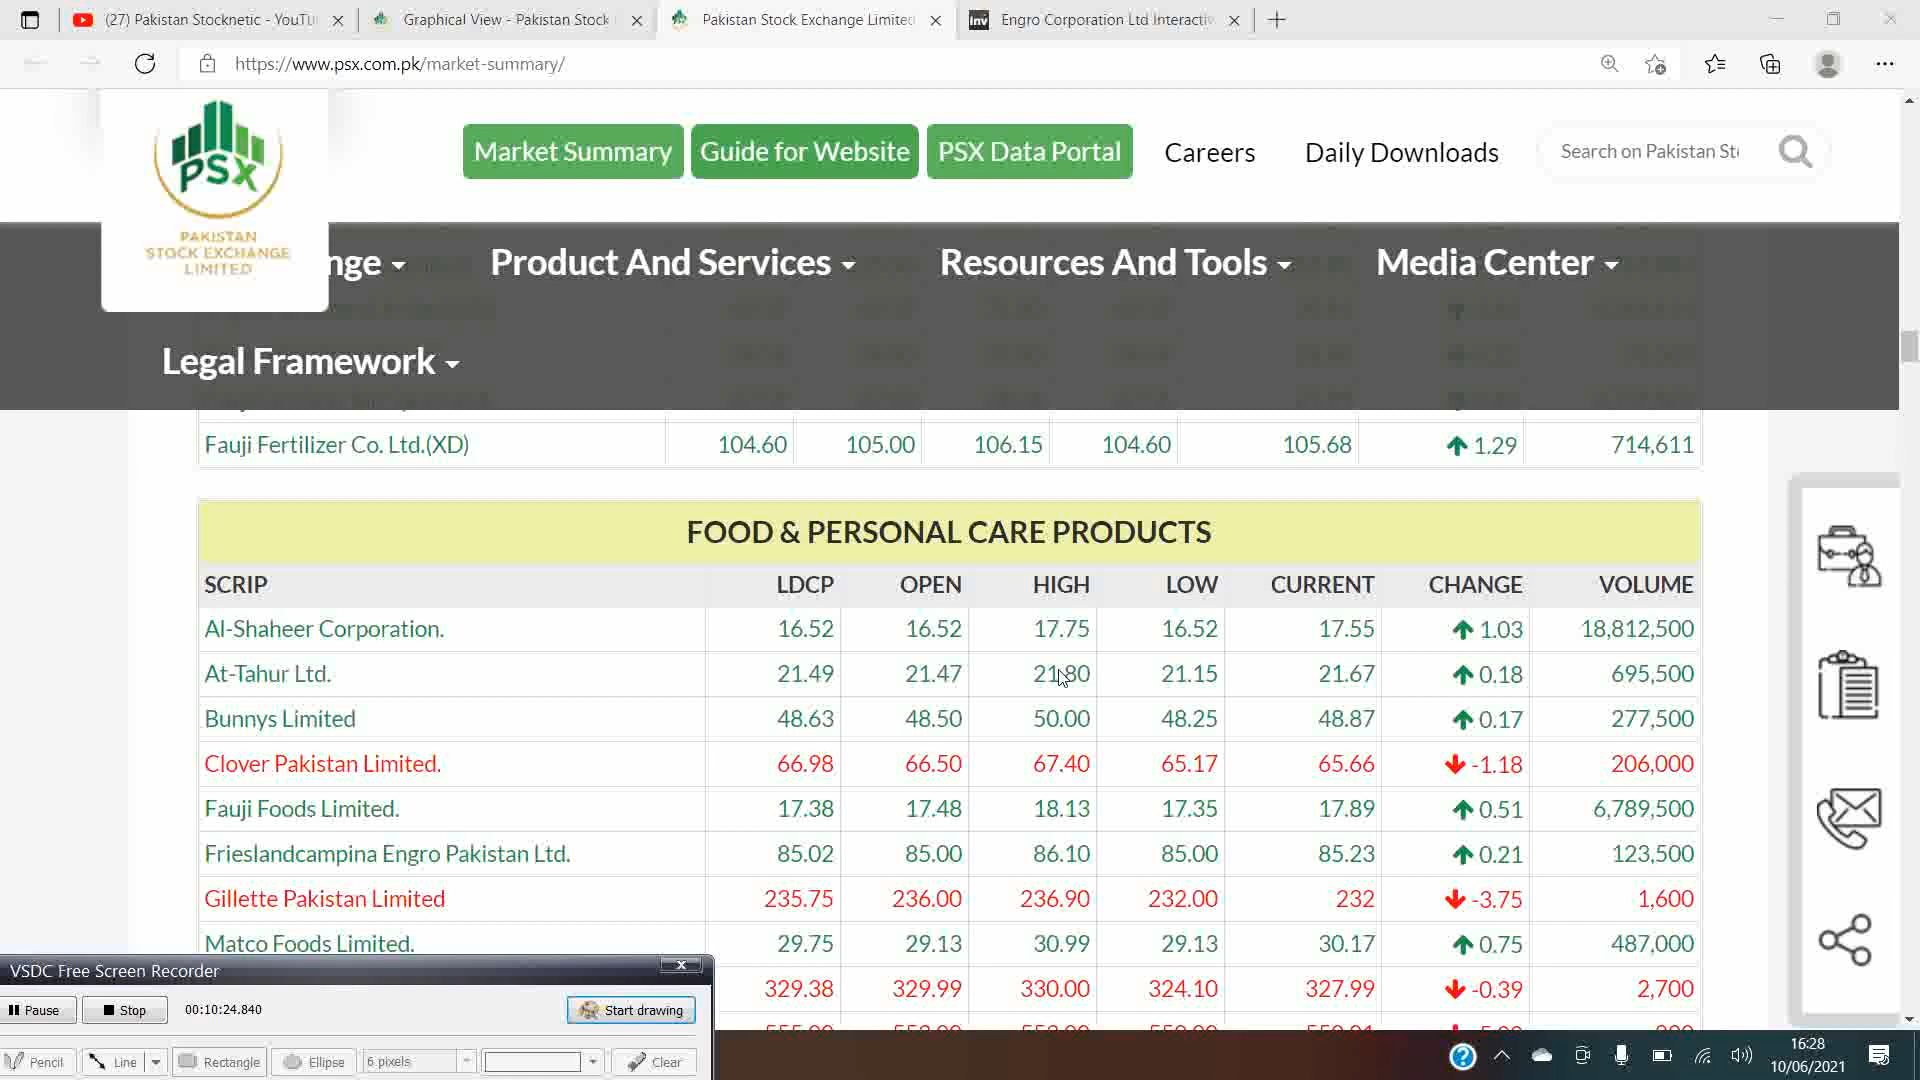 (27) Pakistan Stocknetic - YouTu
Graphical View - Pakistan Stock
Pakistan Stock Exchange Limited
inv Engro Corporation Ltd Interactiv
https://www.psx.com.pk/market-summary/
PSX
PAKISTAN
STOCK EXCHANGE
LIMITED
Market Summary Guide for Website PSX Data Portal Careers Daily Downloads Search on Pakistan Sto
nge Product And Services Resources And Tools Media Center
Legal Framework
Fauji Fertilizer Co. Ltd.(XD) 104.60 105.00 106.15 104.60 105.68 1.29 714,611
FOOD & PERSONAL CARE PRODUCTS
SCRIP LDCP OPEN HIGH LOW CURRENT CHANGE VOLUME
Al-Shaheer Corporation. 16.52 16.52 17.75 16.52 17.55 1.03 18,812,500
At-Tahur Ltd. 21.49 21.47 21.80 21.15 21.67 0.18 695,500
Bunnys Limited 48.63 48.50 50.00 48.25 48.87 0.17 277,500
Clover Pakistan Limited. 66.98 66.50 67.40 65.17 65.66 -1.18 206,000
Fauji Foods Limited. 17.38 17.48 18.13 17.35 17.89 0.51 6,789,500
Frieslandcampina Engro Pakistan Ltd. 85.02 85.00 86.10 85.00 85.23 0.21 123,500
Gillette Pakistan Limited 235.75 236.00 236.90 232.00 232 -3.75 1,600
Matco Foods Limited. 29.75 29.13 30.99 29.13 30.17 0.75 487,000
329.38 329.99 330.00 324.10 327.99 -0.39 2,700
VSDC Free Screen Recorder
Pause Stop 00:10:24.840 Start drawing
Pencil Line Rectangle Ellipse 6 pixels Clear
16:28
10/06/2021